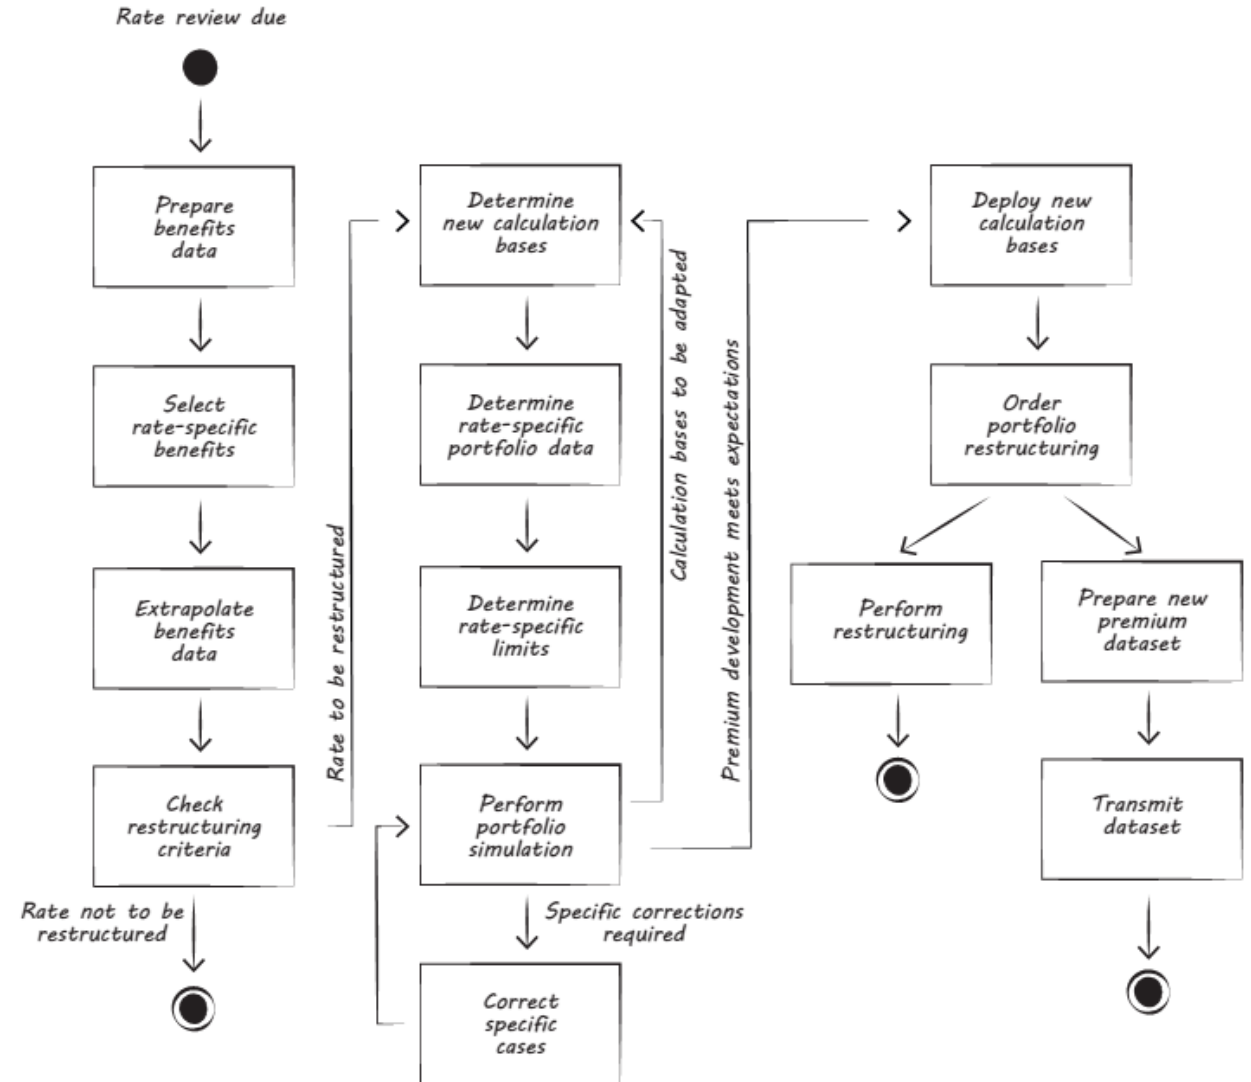 Rate review due
Prepare
benefits
data
Select
rate-specific
benefits
Extrapolate
benefits
data
Check
restructuring
criteria
Rate not to be
restructured
Rate to be restructured
Determine
new calculation
bases
Determine
rate-specific
portfolio data
Determine
rate-specific
limits
Perform
portfolio
simulation
Specific corrections
required
Correct
specific
cases
Calculation bases to be adapted
Premium development meets expectations
Deploy new
calculation
bases
Order
portfolio
restructuring
Perform
restructuring
Prepare new
premium
dataset
Transmit
dataset